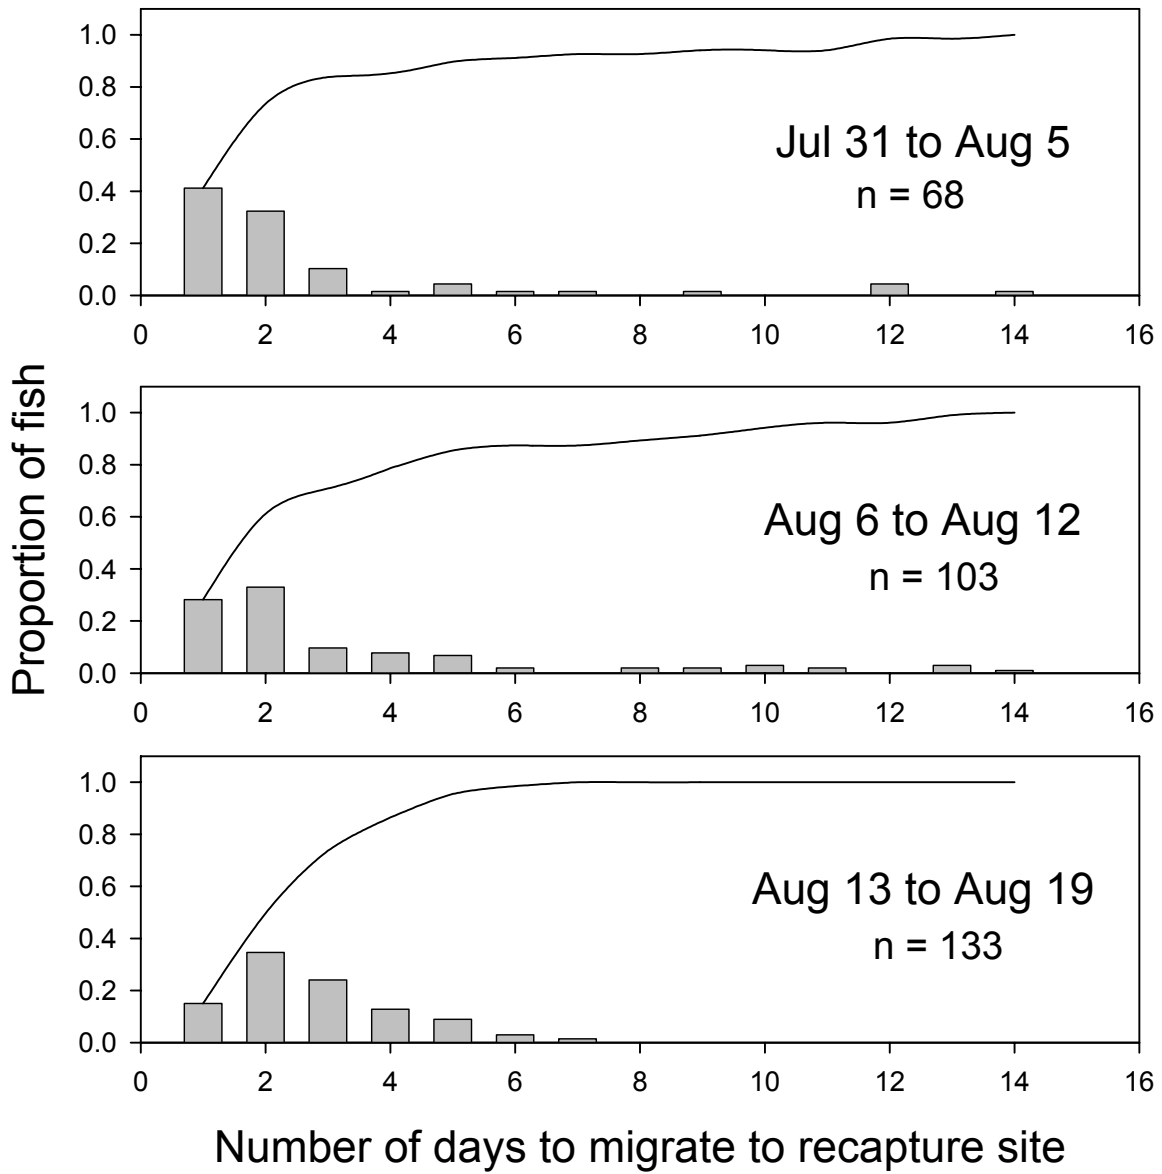 1.0
0.8
0.6
0.4
0.2
0.0
Jul 31 to Aug 5
n = 68
0 2 4 6 8 10 12 14 16
Proportion of fish
1.0
0.8
0.6
0.4
0.2
0.0
Aug 6 to Aug 12
n = 103
0 2 4 6 8 10 12 14 16
1.0
0.8
0.6
0.4
0.2
0.0
Aug 13 to Aug 19
n = 133
0 2 4 6 8 10 12 14 16
Number of days to migrate to recapture site